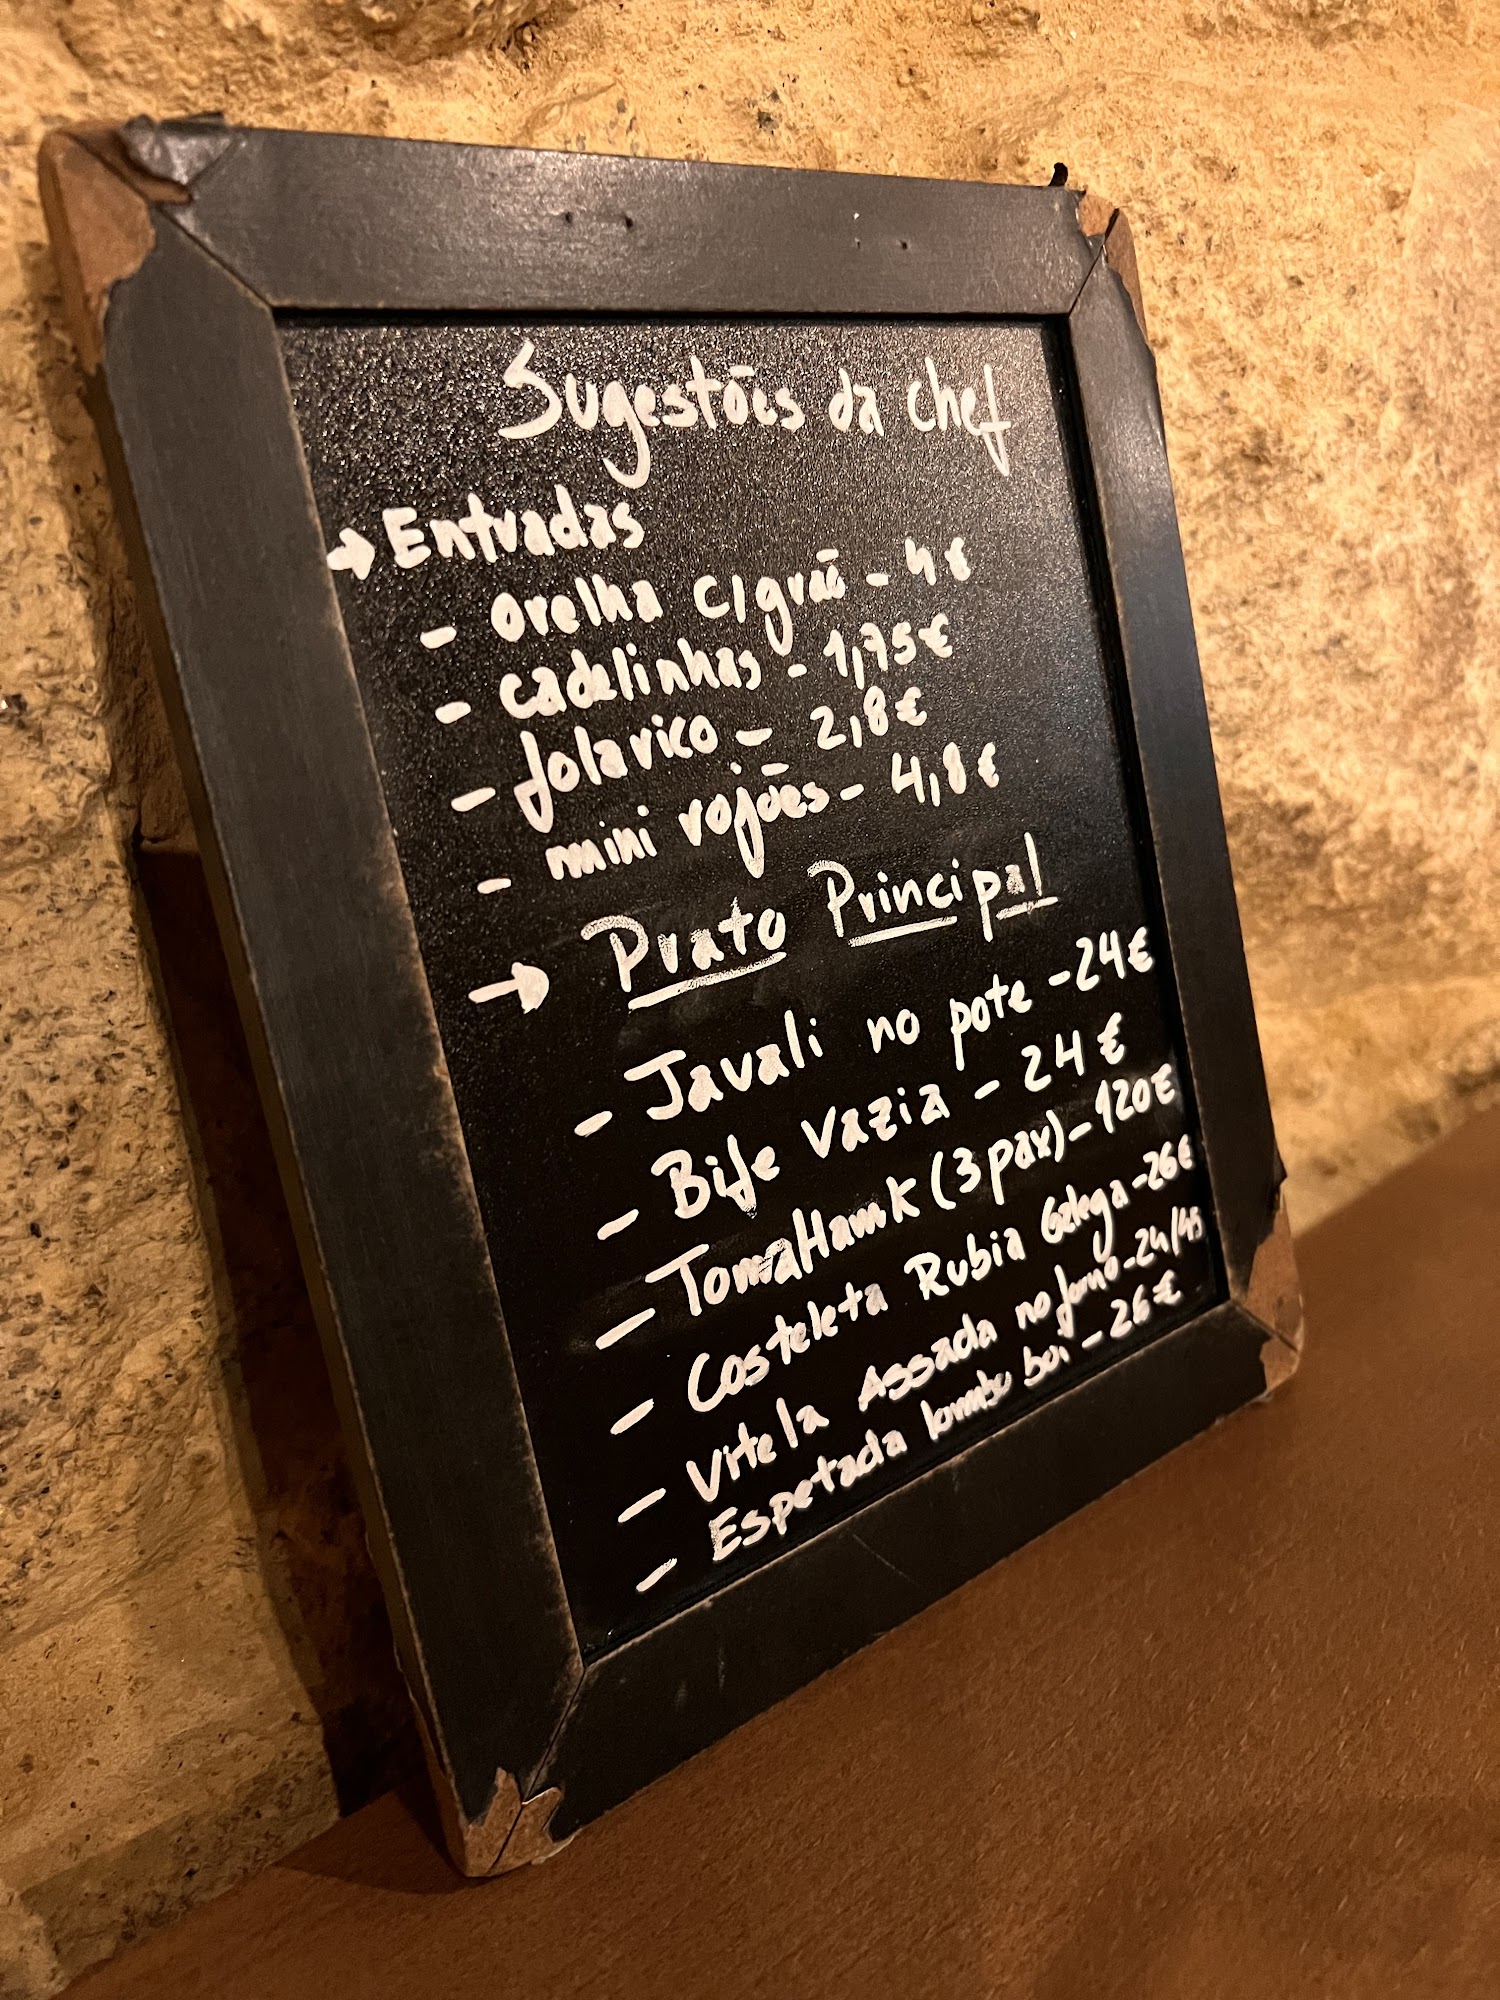 Sugestões da chef
→ Entradas
- Orelha c/grão - 4€
- cadelinhas - 1,75€
- folarico - 2,8€
- mini rojões - 4,8€
→ Prato Principal
- Javali no pote - 24€
- Bife vazia - 24€
- TomaHawk (3 pax) - 120€
- Costeleta Rubia Galega - 26€
- Vitela Assada no forno - 24/45
- Espetada lombo boi - 26€